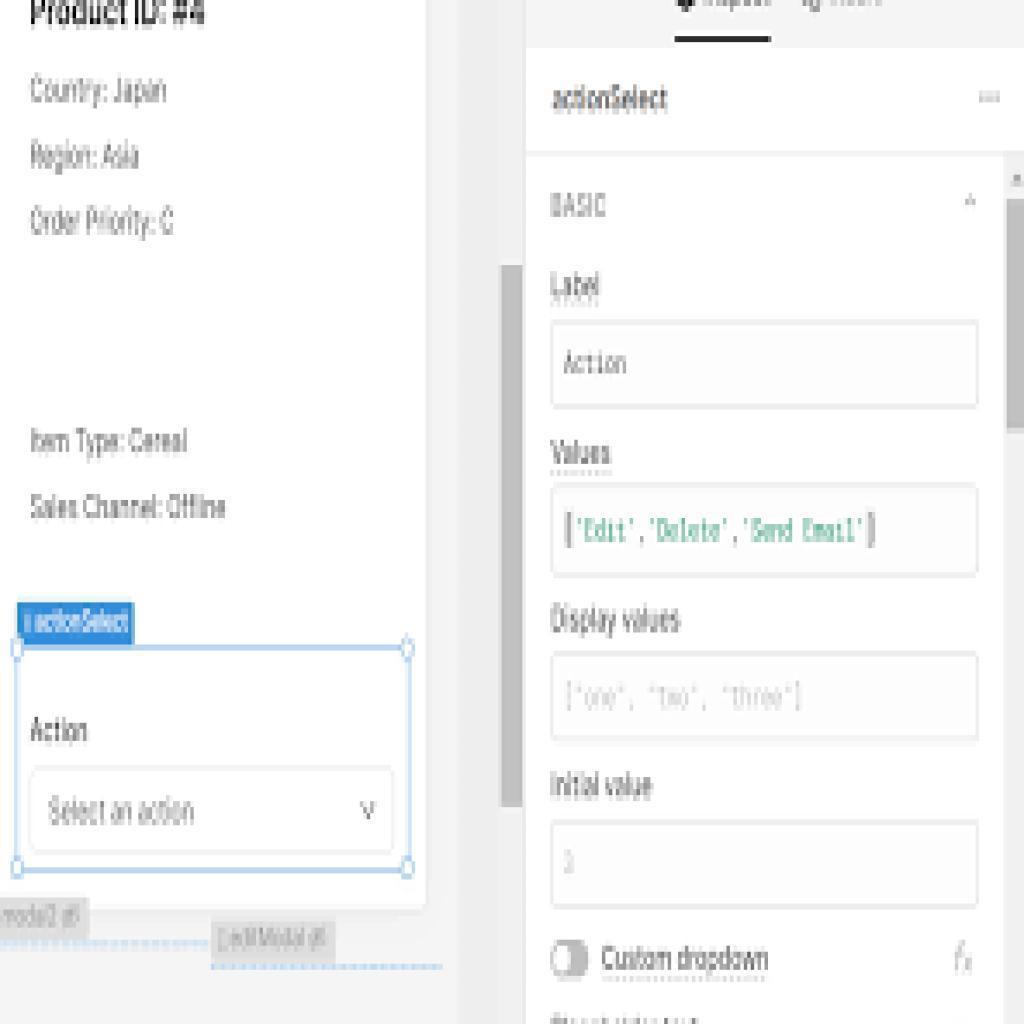 Product ID: #4
Country: Japan
Region: Asia
Order Priority: C
Item Type: Cereal
Sales Channel: Offline
actionSelect
Action
Select an action
editModal
actionSelect
BASIC
Label
Action
Values
['Edit','Delete','Send Email']
Display values
['one', 'two', 'three']
Initial value
Custom dropdown
fx